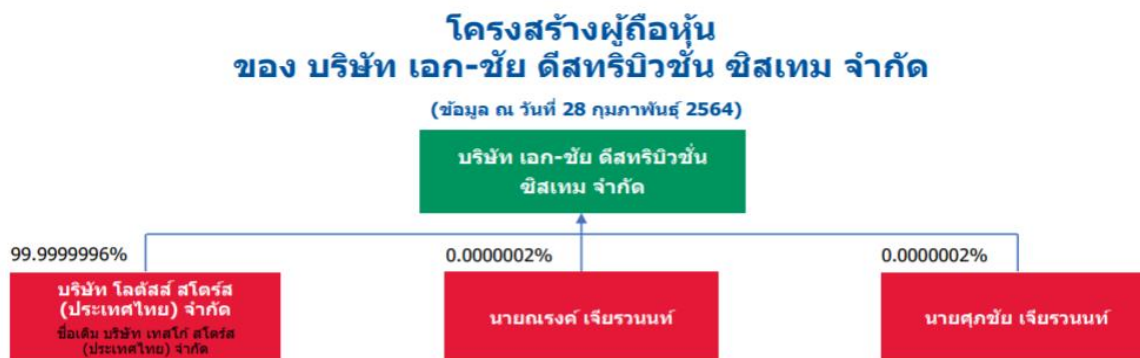 โครงสร้างผู้ถือหุ้น
ของ บริษัท เอก-ชัย ดีสทริบิวชั่น ซิสเทม จำกัด
(ข้อมูล ณ วันที่ 28 กุมภาพันธุ์ 2564)
บริษัท เอก-ชัย ดีสทริบิวชั่น
ซิสเทม จำกัด
99.9999996%
0.0000002%
0.0000002%
บริษัท โลตัสส์ สโตร์ส
(ประเทศไทย) จำกัด
ชื่อเดิม บริษัท เทสโก้ สโตร์ส
(ประเทศไทย) จำกัด
นายณรงค์ เจียรวนนท์
นายศุภชัย เจียรวนนท์